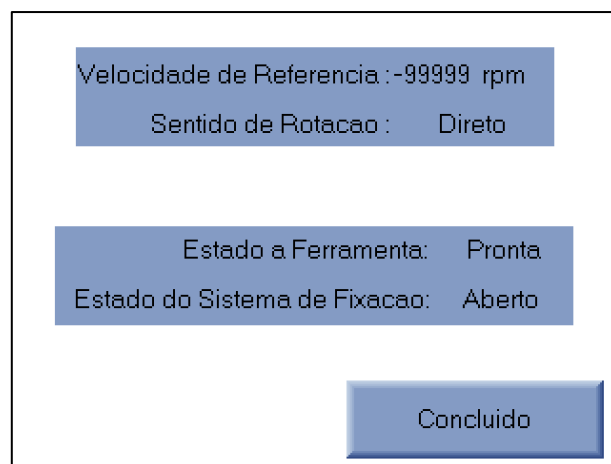 Velocidade de Referencia :-99999 rpm
Sentido de Rotacao : Direto
Estado a Ferramenta: Pronta
Estado do Sistema de Fixacao: Aberto
Concluido